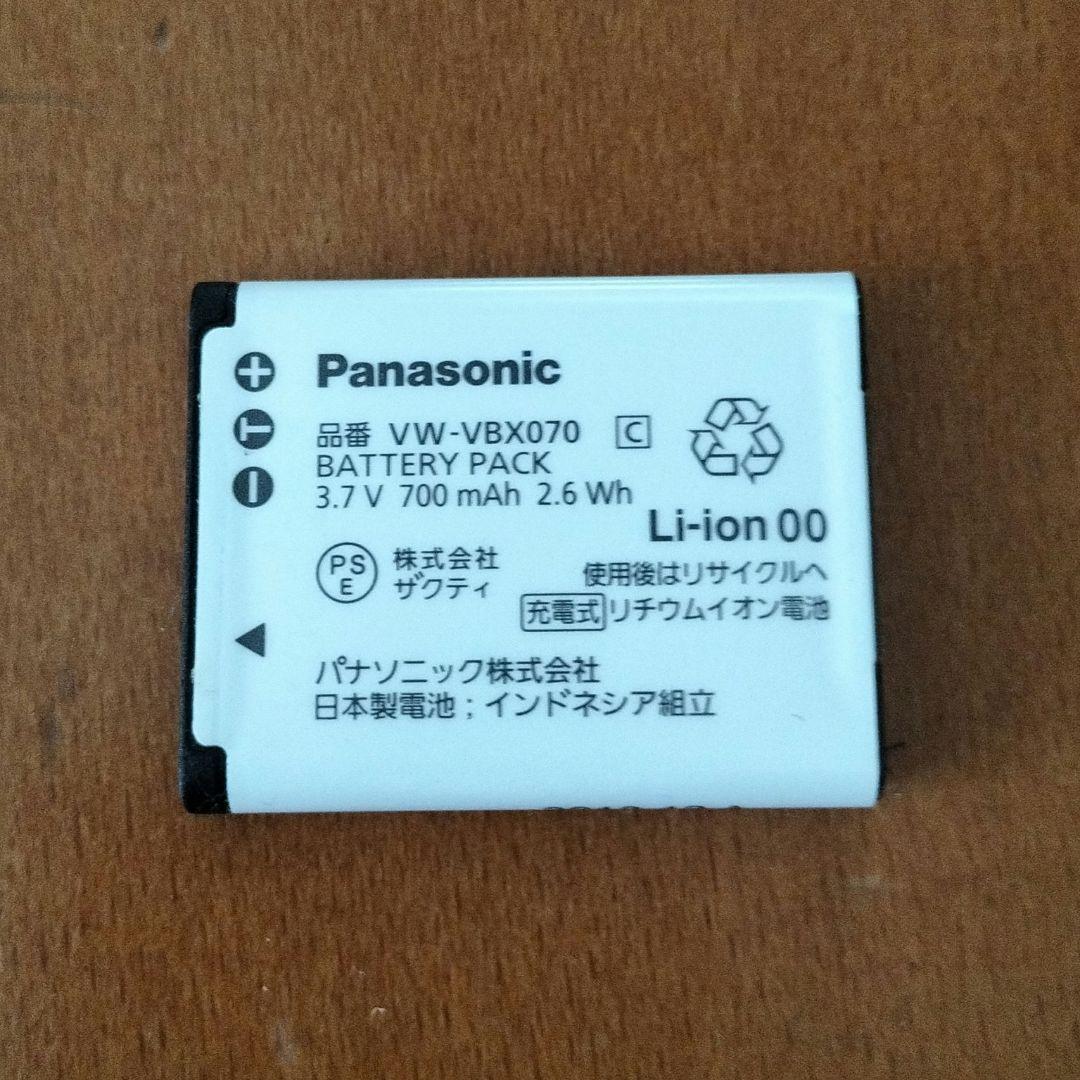 Panasonic
品番 VW-VBX070 C
BATTERY PACK
3.7 V 700 mAh 2.6 Wh
Li-ion 00
PS
E
株式会社
ザクティ
使用後はリサイクルへ
充電式 リチウムイオン電池
パナソニック株式会社
日本製電池 ; インドネシア組立
+
T